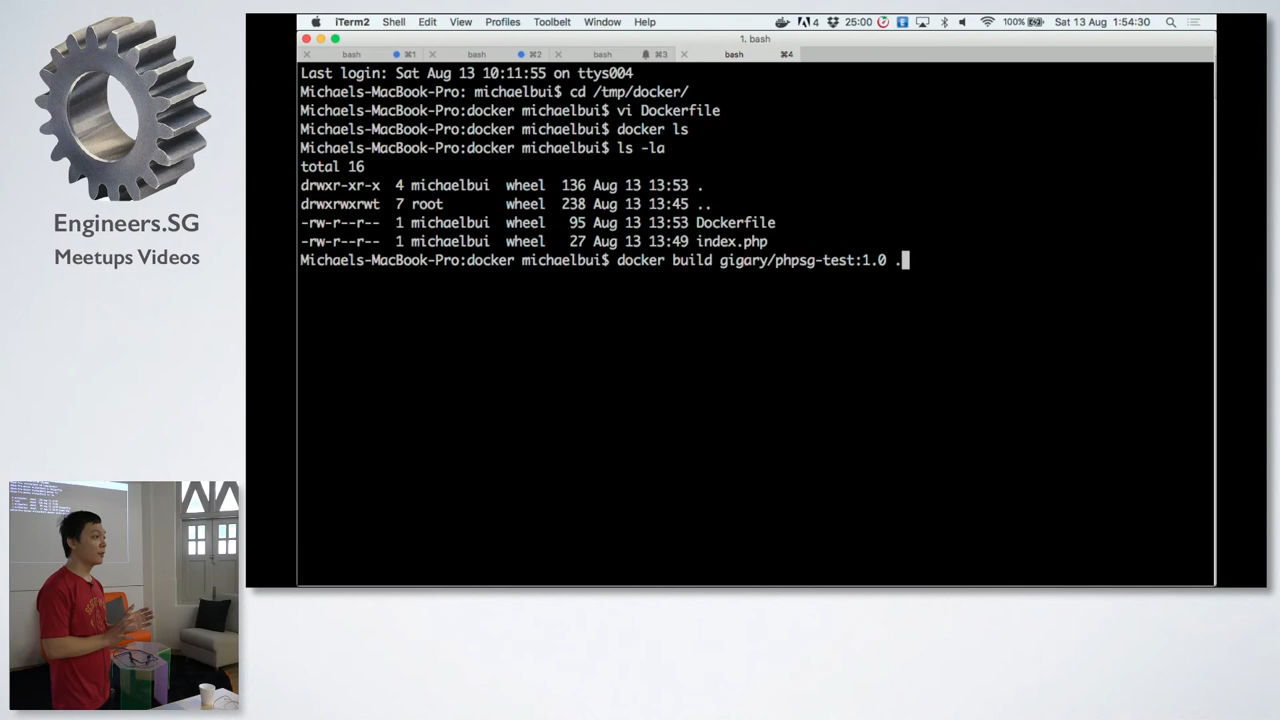 Engineers.SG
Meetups Videos
iTerm2 Shell Edit View Profiles Toolbelt Window Help 4 25:00 100% Sat 13 Aug 1:54:30
1. bash
bash ⌘1 bash ⌘2 bash ⌘3 bash ⌘4
Last login: Sat Aug 13 10:11:55 on ttys004
Michaels-MacBook-Pro: michaelbui$ cd /tmp/docker/
Michaels-MacBook-Pro:docker michaelbui$ vi Dockerfile
Michaels-MacBook-Pro:docker michaelbui$ docker ls
Michaels-MacBook-Pro:docker michaelbui$ ls -la
total 16
drwxr-xr-x 4 michaelbui wheel 136 Aug 13 13:53 .
drwxrwxrwt 7 root wheel 238 Aug 13 13:45 ..
-rw-r--r-- 1 michaelbui wheel 95 Aug 13 13:53 Dockerfile
-rw-r--r-- 1 michaelbui wheel 27 Aug 13 13:49 index.php
Michaels-MacBook-Pro:docker michaelbui$ docker build gigary/phpsg-test:1.0 .